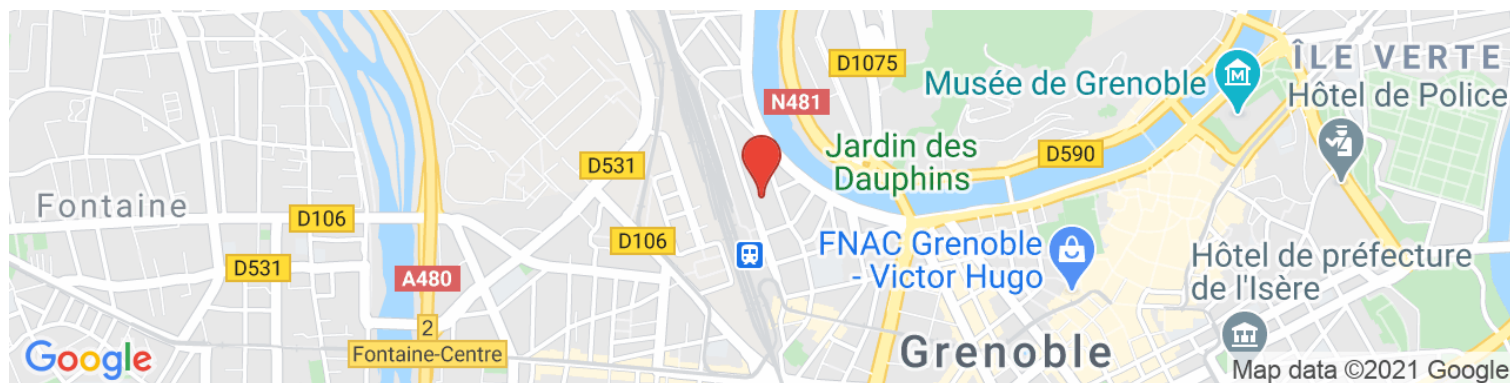 ÎLE VERTE
D1075
Musée de Grenoble
Hôtel de Police
N481
Jardin des
Dauphins
D590
D531
Fontaine
D106
D106
D531
A480
FNAC Grenoble
- Victor Hugo
Hôtel de préfecture
de l'Isère
2
Fontaine-Centre
Grenoble
Google
Map data ©2021 Google